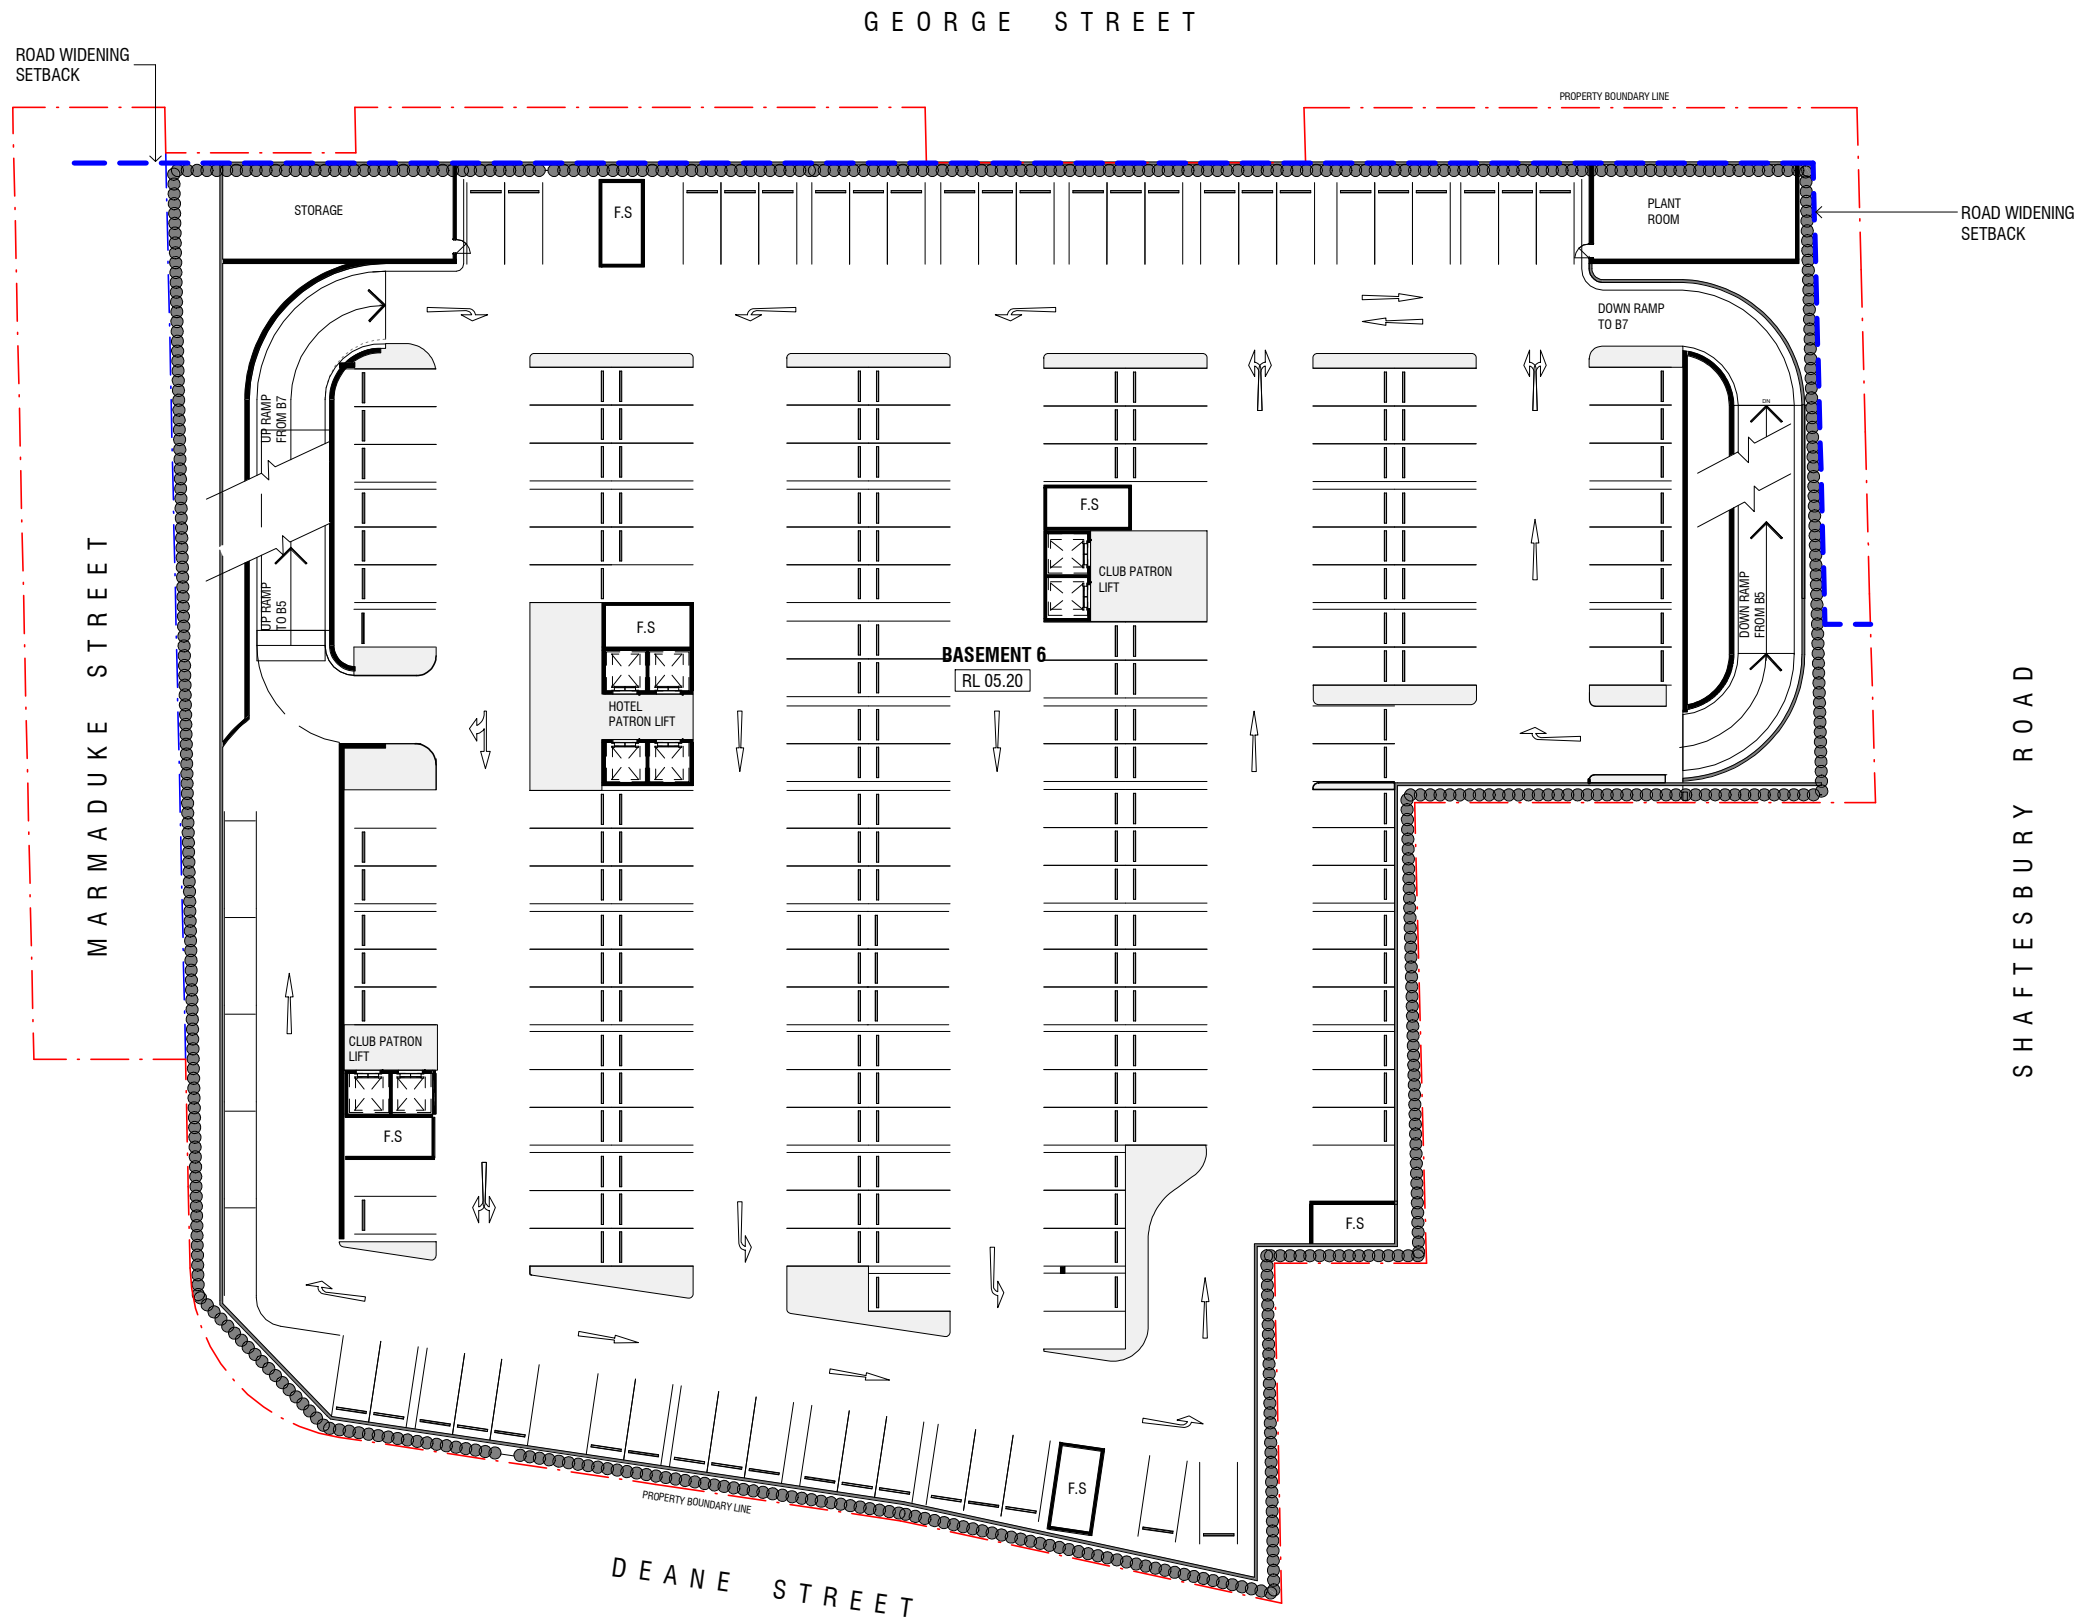 GEORGE STREET
ROAD WIDENING
SETBACK
PROPERTY BOUNDARY LINE
STORAGE
F.S
PLANT
ROOM
ROAD WIDENING
SETBACK
DOWN RAMP
TO B7
UP RAMP
FROM B7
DN
F.S
CLUB PATRON
LIFT
UP RAMP
TO B5
DOWN RAMP
FROM B5
F.S
BASEMENT 6
RL 05.20
HOTEL
PATRON LIFT
MARMADUKE STREET
SHAFTESBURY ROAD
CLUB PATRON
LIFT
F.S
F.S
F.S
PROPERTY BOUNDARY LINE
DEANE STREET